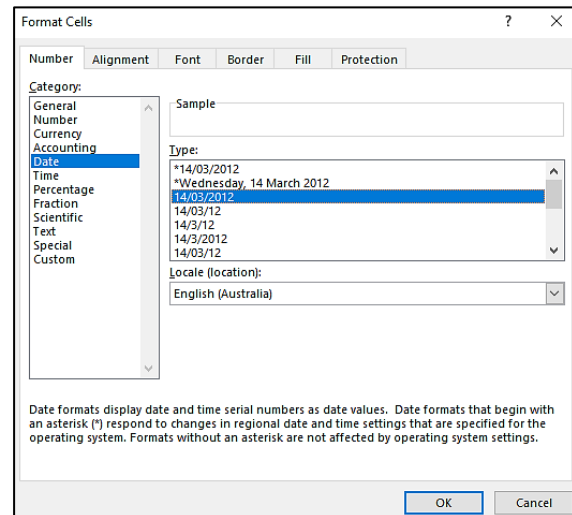 Format Cells ? ×
Number Alignment Font Border Fill Protection
Category:
General
Number
Currency
Accounting
Date
Time
Percentage
Fraction
Scientific
Text
Special
Custom
Sample
Type:
*14/03/2012
*Wednesday, 14 March 2012
14/03/2012
14/03/12
14/3/12
14/3/2012
14/03/12
Locale (location):
English (Australia)
Date formats display date and time serial numbers as date values.  Date formats that begin with
an asterisk (*) respond to changes in regional date and time settings that are specified for the
operating system. Formats without an asterisk are not affected by operating system settings.
OK Cancel